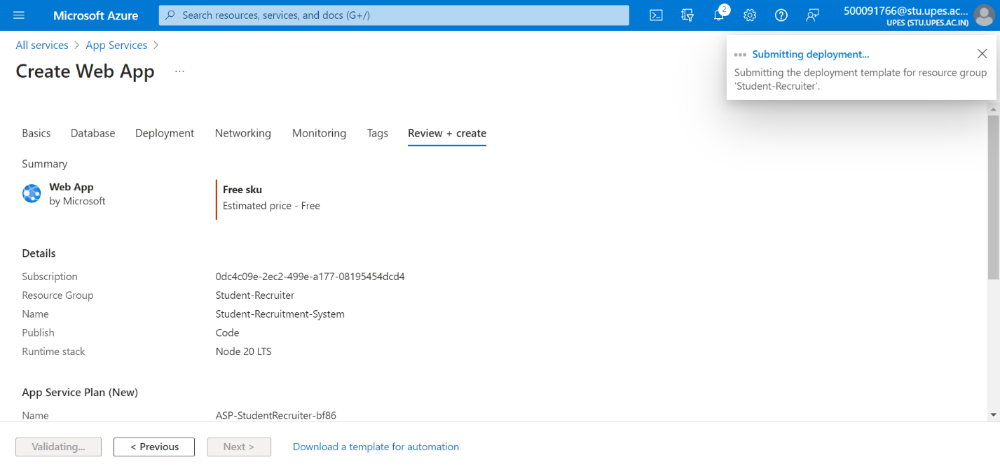 Microsoft Azure
Search resources, services, and docs (G+/)
2
500091766@stu.upes.ac...
UPES (STU.UPES.AC.IN)
All services > App Services >
Create Web App ...
Submitting deployment...
Submitting the deployment template for resource group
'Student-Recruiter'.
Basics Database Deployment Networking Monitoring Tags Review + create
Summary
Web App
by Microsoft
Free sku
Estimated price - Free
Details
Subscription 0dc4c09e-2ec2-499e-a177-08195454dcd4
Resource Group Student-Recruiter
Name Student-Recruitment-System
Publish Code
Runtime stack Node 20 LTS
App Service Plan (New)
Name ASP-StudentRecruiter-bf86
Validating... < Previous Next > Download a template for automation